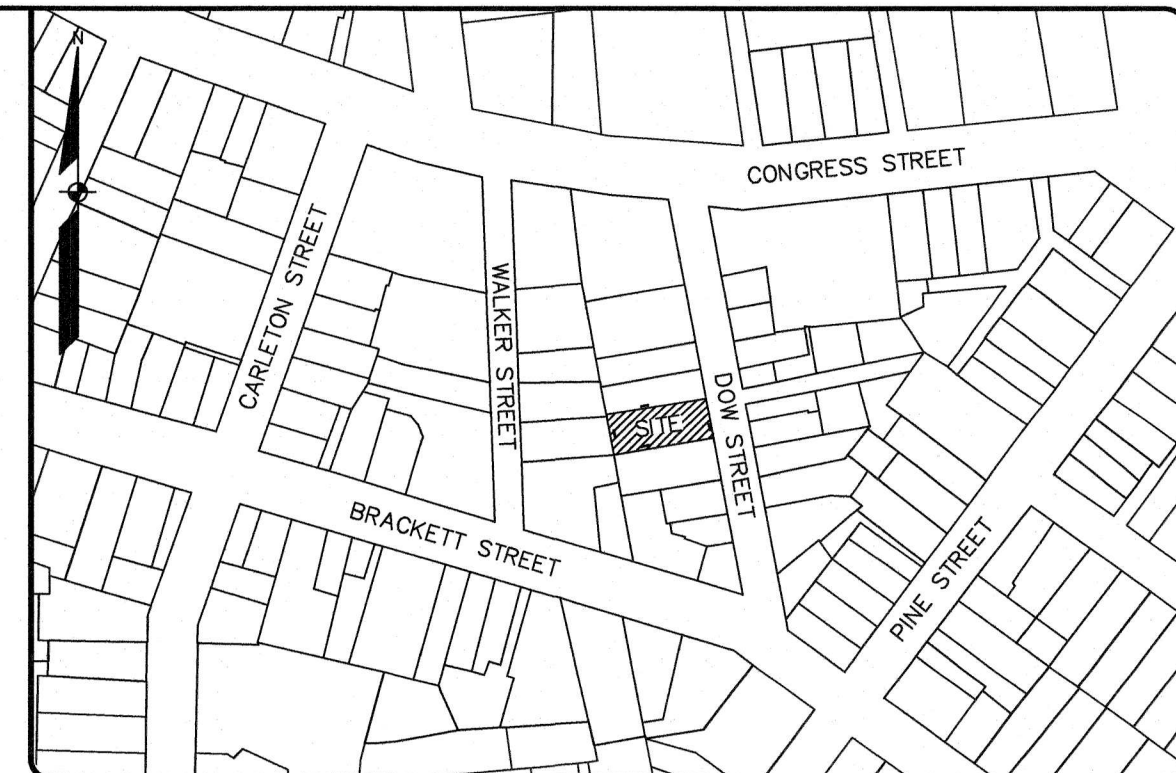 N
CONGRESS STREET
CARLETON STREET
WALKER STREET
DOW STREET
SITE
BRACKETT STREET
PINE STREET